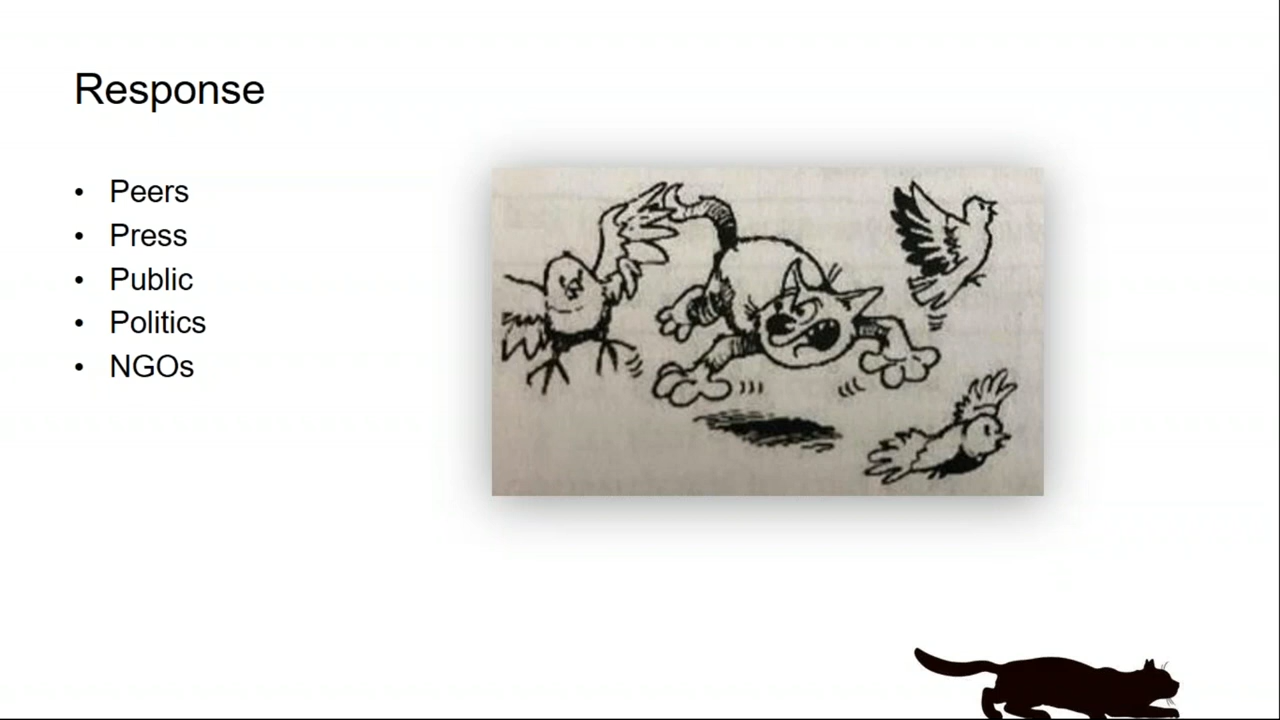 Response
• Peers
• Press
• Public
• Politics
• NGOs